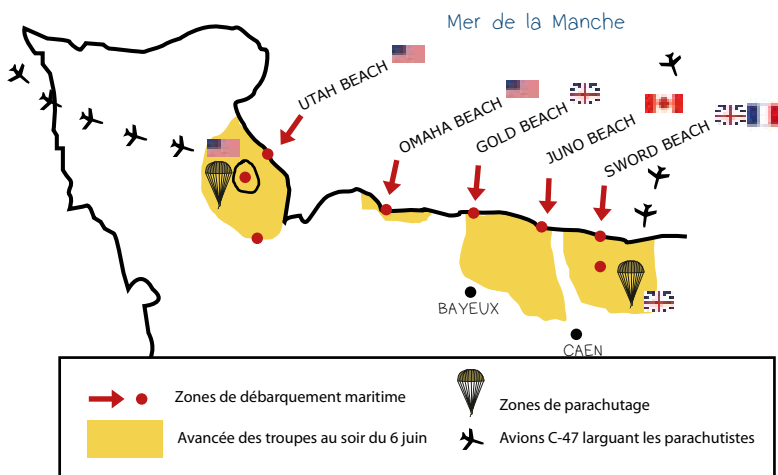 Mer de la Manche
UTAH BEACH
OMAHA BEACH
GOLD BEACH
JUNO BEACH
SWORD BEACH
BAYEUX
CAEN
Zones de débarquement maritime
Zones de parachutage
Avancée des troupes au soir du 6 juin
Avions C-47 larguant les parachutistes